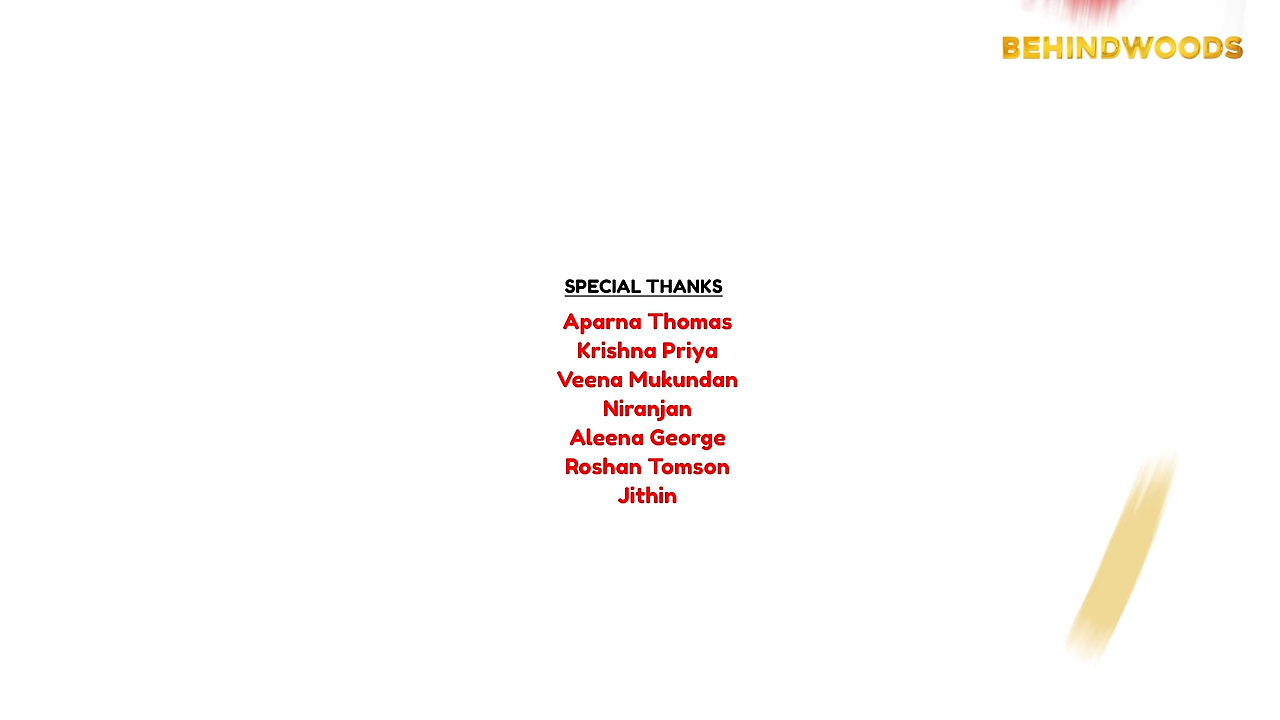 BEHINDWOODS
SPECIAL THANKS
Aparna Thomas
Krishna Priya
Veena Mukundan
Niranjan
Aleena George
Roshan Tomson
Jithin